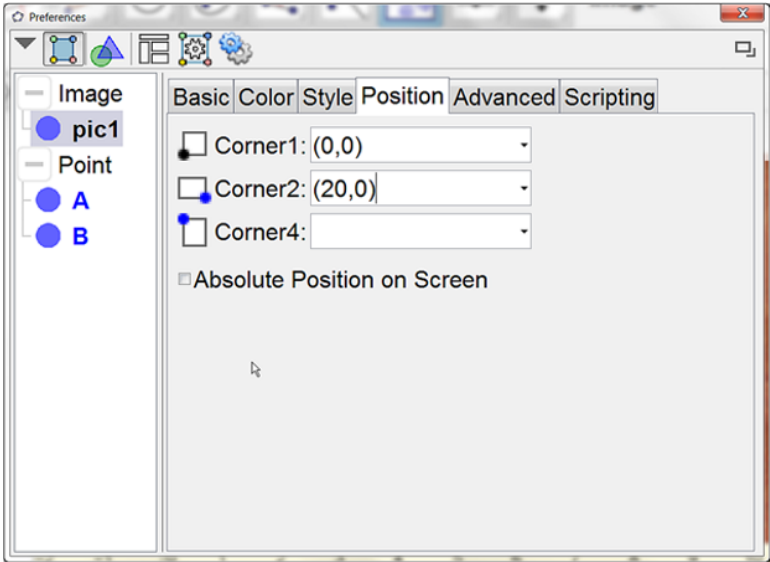 Preferences
Image
pic1
Point
A
B
Basic Color Style Position Advanced Scripting
Corner1: (0,0)
Corner2: (20,0)
Corner4:
Absolute Position on Screen